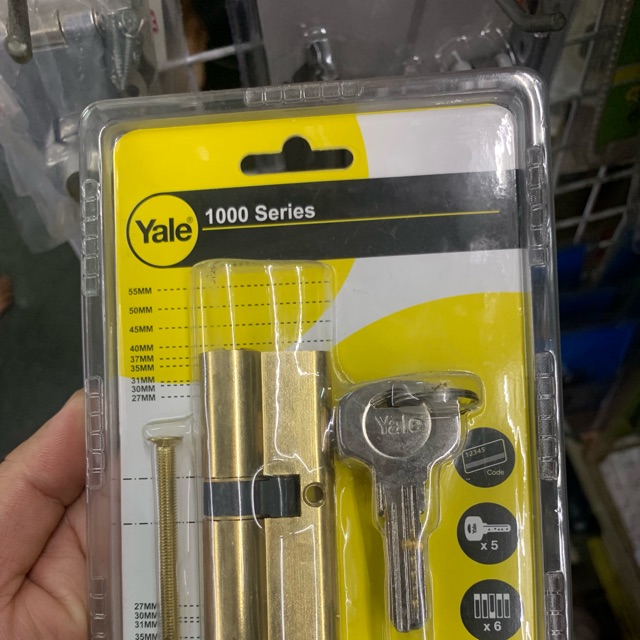 Yale®
1000 Series
55MM
50MM
45MM
40MM
37MM
35MM
31MM
30MM
27MM
Yale
12345
Code
x 5
x 6
27MM
30MM
31MM
35MM